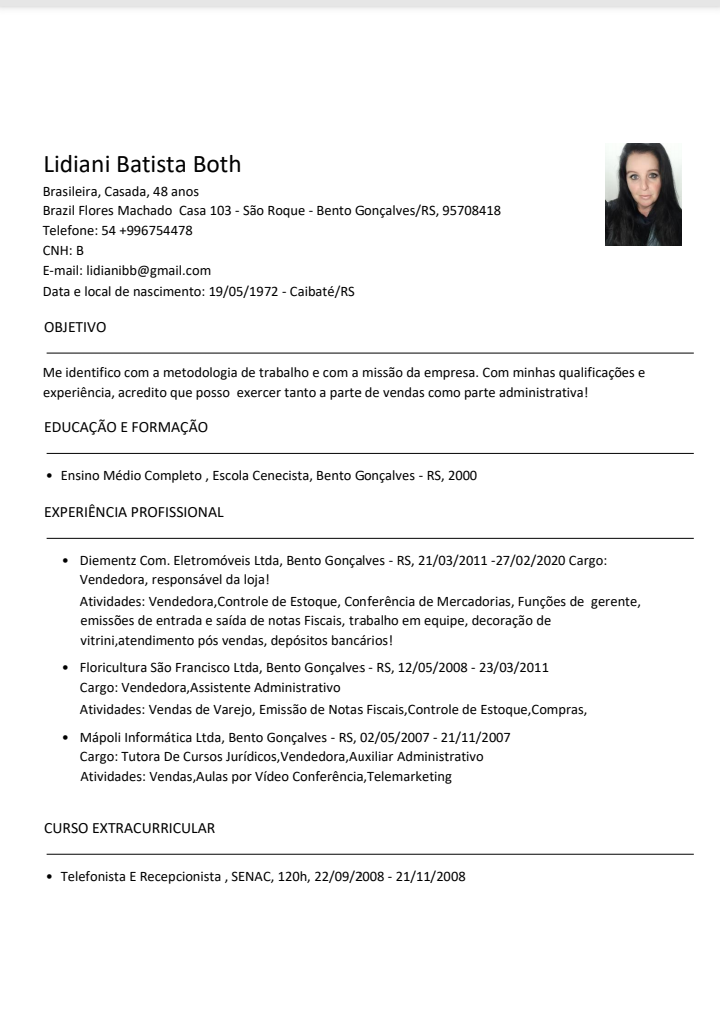 Lidiani Batista Both
Brasileira, Casada, 48 anos
Brazil Flores Machado  Casa 103 - São Roque - Bento Gonçalves/RS, 95708418
Telefone: 54 +996754478
CNH: B
E-mail: lidianibb@gmail.com
Data e local de nascimento: 19/05/1972 - Caibaté/RS
OBJETIVO
Me identifico com a metodologia de trabalho e com a missão da empresa. Com minhas qualificações e
experiência, acredito que posso  exercer tanto a parte de vendas como parte administrativa!
EDUCAÇÃO E FORMAÇÃO
• Ensino Médio Completo , Escola Cenecista, Bento Gonçalves - RS, 2000
EXPERIÊNCIA PROFISSIONAL
• Diementz Com. Eletromóveis Ltda, Bento Gonçalves - RS, 21/03/2011 -27/02/2020 Cargo:
Vendedora, responsável da loja!
Atividades: Vendedora,Controle de Estoque, Conferência de Mercadorias, Funções de  gerente,
emissões de entrada e saída de notas Fiscais, trabalho em equipe, decoração de
vitrini,atendimento pós vendas, depósitos bancários!
• Floricultura São Francisco Ltda, Bento Gonçalves - RS, 12/05/2008 - 23/03/2011
Cargo: Vendedora,Assistente Administrativo
Atividades: Vendas de Varejo, Emissão de Notas Fiscais,Controle de Estoque,Compras,
• Mápoli Informática Ltda, Bento Gonçalves - RS, 02/05/2007 - 21/11/2007
Cargo: Tutora De Cursos Jurídicos,Vendedora,Auxiliar Administrativo
Atividades: Vendas,Aulas por Vídeo Conferência,Telemarketing
CURSO EXTRACURRICULAR
• Telefonista E Recepcionista , SENAC, 120h, 22/09/2008 - 21/11/2008